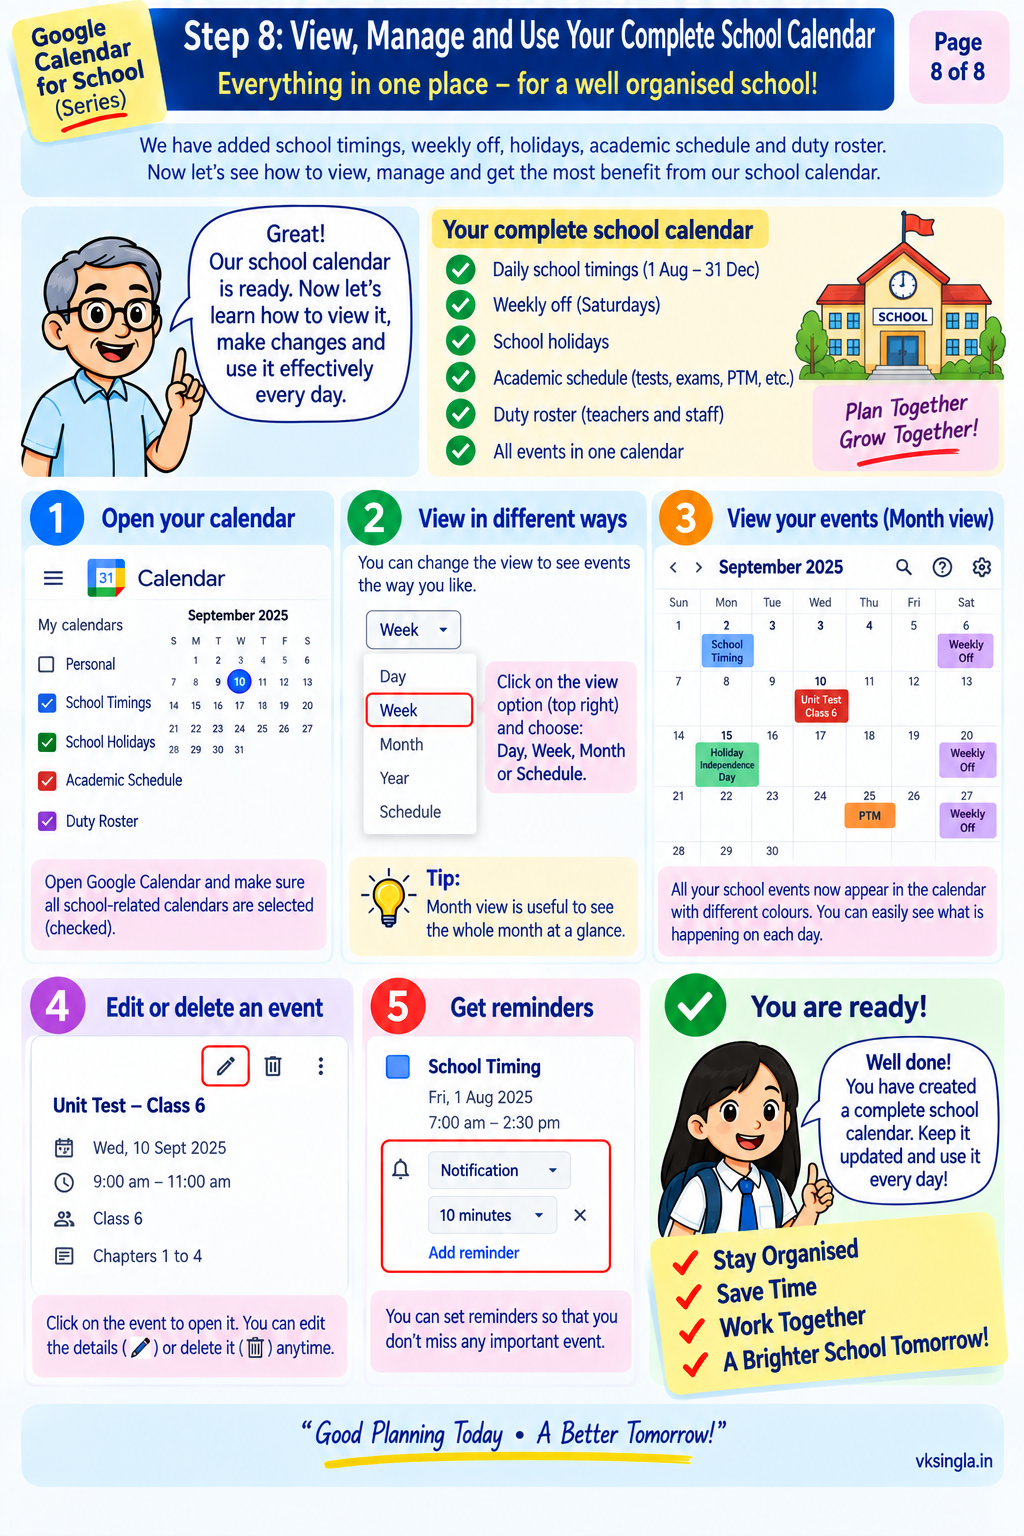 Google
Calendar
for School
(Series)
Step 8: View, Manage and Use Your Complete School Calendar
Everything in one place – for a well organised school!
Page
8 of 8
We have added school timings, weekly off, holidays, academic schedule and duty roster.
Now let's see how to view, manage and get the most benefit from our school calendar.
Great!
Our school calendar
is ready. Now let's
learn how to view it,
make changes and
use it effectively
every day.
Your complete school calendar
Daily school timings (1 Aug – 31 Dec)
Weekly off (Saturdays)
School holidays
Academic schedule (tests, exams, PTM, etc.)
Duty roster (teachers and staff)
All events in one calendar
SCHOOL
Plan Together
Grow Together!
1 Open your calendar
31 Calendar
My calendars
Personal
School Timings
School Holidays
Academic Schedule
Duty Roster
September 2025
S M T W T F S
1 2 3 4 5 6
7 8 9 10 11 12 13
14 15 16 17 18 19 20
21 22 23 24 25 26 27
28 29 30 31
Open Google Calendar and make sure
all school-related calendars are selected
(checked).
2 View in different ways
You can change the view to see events
the way you like.
Week
Day
Week
Month
Year
Schedule
Click on the view
option (top right)
and choose:
Day, Week, Month
or Schedule.
Tip:
Month view is useful to see
the whole month at a glance.
3 View your events (Month view)
September 2025
Sun Mon Tue Wed Thu Fri Sat
1 2 3 3 4 5 6
School
Timing
Weekly
Off
7 8 9 10 11 12 13
Unit Test
Class 6
14 15 16 17 18 19 20
Holiday
Independence
Day
Weekly
Off
21 22 23 24 25 26 27
PTM
Weekly
Off
28 29 30
All your school events now appear in the calendar
with different colours. You can easily see what is
happening on each day.
4 Edit or delete an event
Unit Test – Class 6
Wed, 10 Sept 2025
9:00 am – 11:00 am
Class 6
Chapters 1 to 4
Click on the event to open it. You can edit
the details ( ) or delete it ( ) anytime.
5 Get reminders
School Timing
Fri, 1 Aug 2025
7:00 am – 2:30 pm
Notification
10 minutes
Add reminder
You can set reminders so that you
don't miss any important event.
You are ready!
Well done!
You have created
a complete school
calendar. Keep it
updated and use it
every day!
Stay Organised
Save Time
Work Together
A Brighter School Tomorrow!
“Good Planning Today • A Better Tomorrow!”
vksingla.in